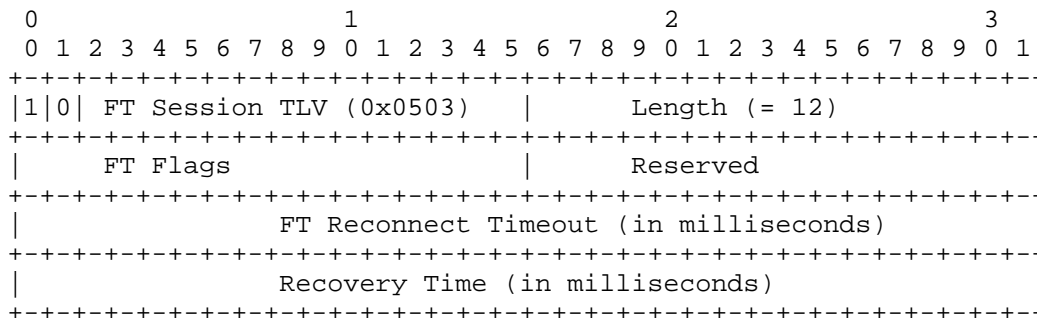 0                   1                   2                   3
 0 1 2 3 4 5 6 7 8 9 0 1 2 3 4 5 6 7 8 9 0 1 2 3 4 5 6 7 8 9 0 1
+-+-+-+-+-+-+-+-+-+-+-+-+-+-+-+-+-+-+-+-+-+-+-+-+-+-+-+-+-+-+-+-
|1|0| FT Session TLV (0x0503)   |      Length (= 12)
+-+-+-+-+-+-+-+-+-+-+-+-+-+-+-+-+-+-+-+-+-+-+-+-+-+-+-+-+-+-+-+-
|     FT Flags                  |      Reserved
+-+-+-+-+-+-+-+-+-+-+-+-+-+-+-+-+-+-+-+-+-+-+-+-+-+-+-+-+-+-+-+-
|                FT Reconnect Timeout (in milliseconds)
+-+-+-+-+-+-+-+-+-+-+-+-+-+-+-+-+-+-+-+-+-+-+-+-+-+-+-+-+-+-+-+-
|                Recovery Time (in milliseconds)
+-+-+-+-+-+-+-+-+-+-+-+-+-+-+-+-+-+-+-+-+-+-+-+-+-+-+-+-+-+-+-+-